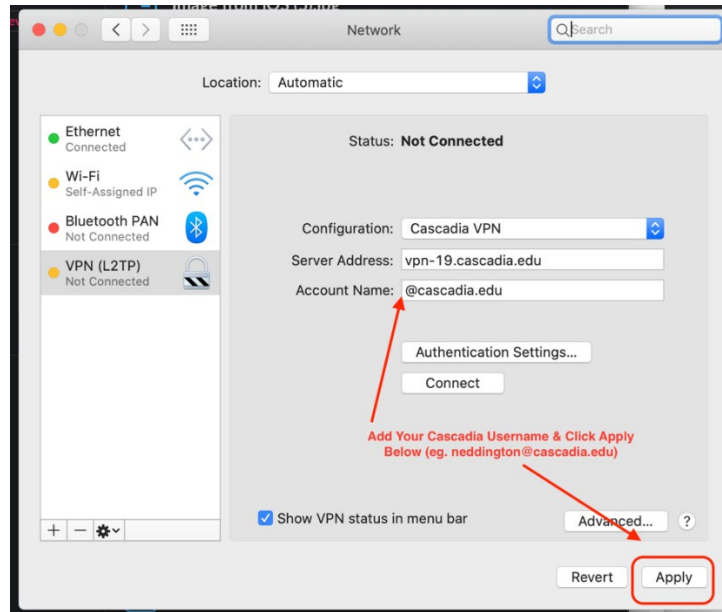 Network
Search
Location: Automatic
Ethernet
Connected
Wi-Fi
Self-Assigned IP
Bluetooth PAN
Not Connected
VPN (L2TP)
Not Connected
Status: Not Connected
Configuration: Cascadia VPN
Server Address: vpn-19.cascadia.edu
Account Name: @cascadia.edu
Authentication Settings...
Connect
Add Your Cascadia Username & Click Apply
Below (eg. neddington@cascadia.edu)
Show VPN status in menu bar
Advanced... ?
Revert Apply